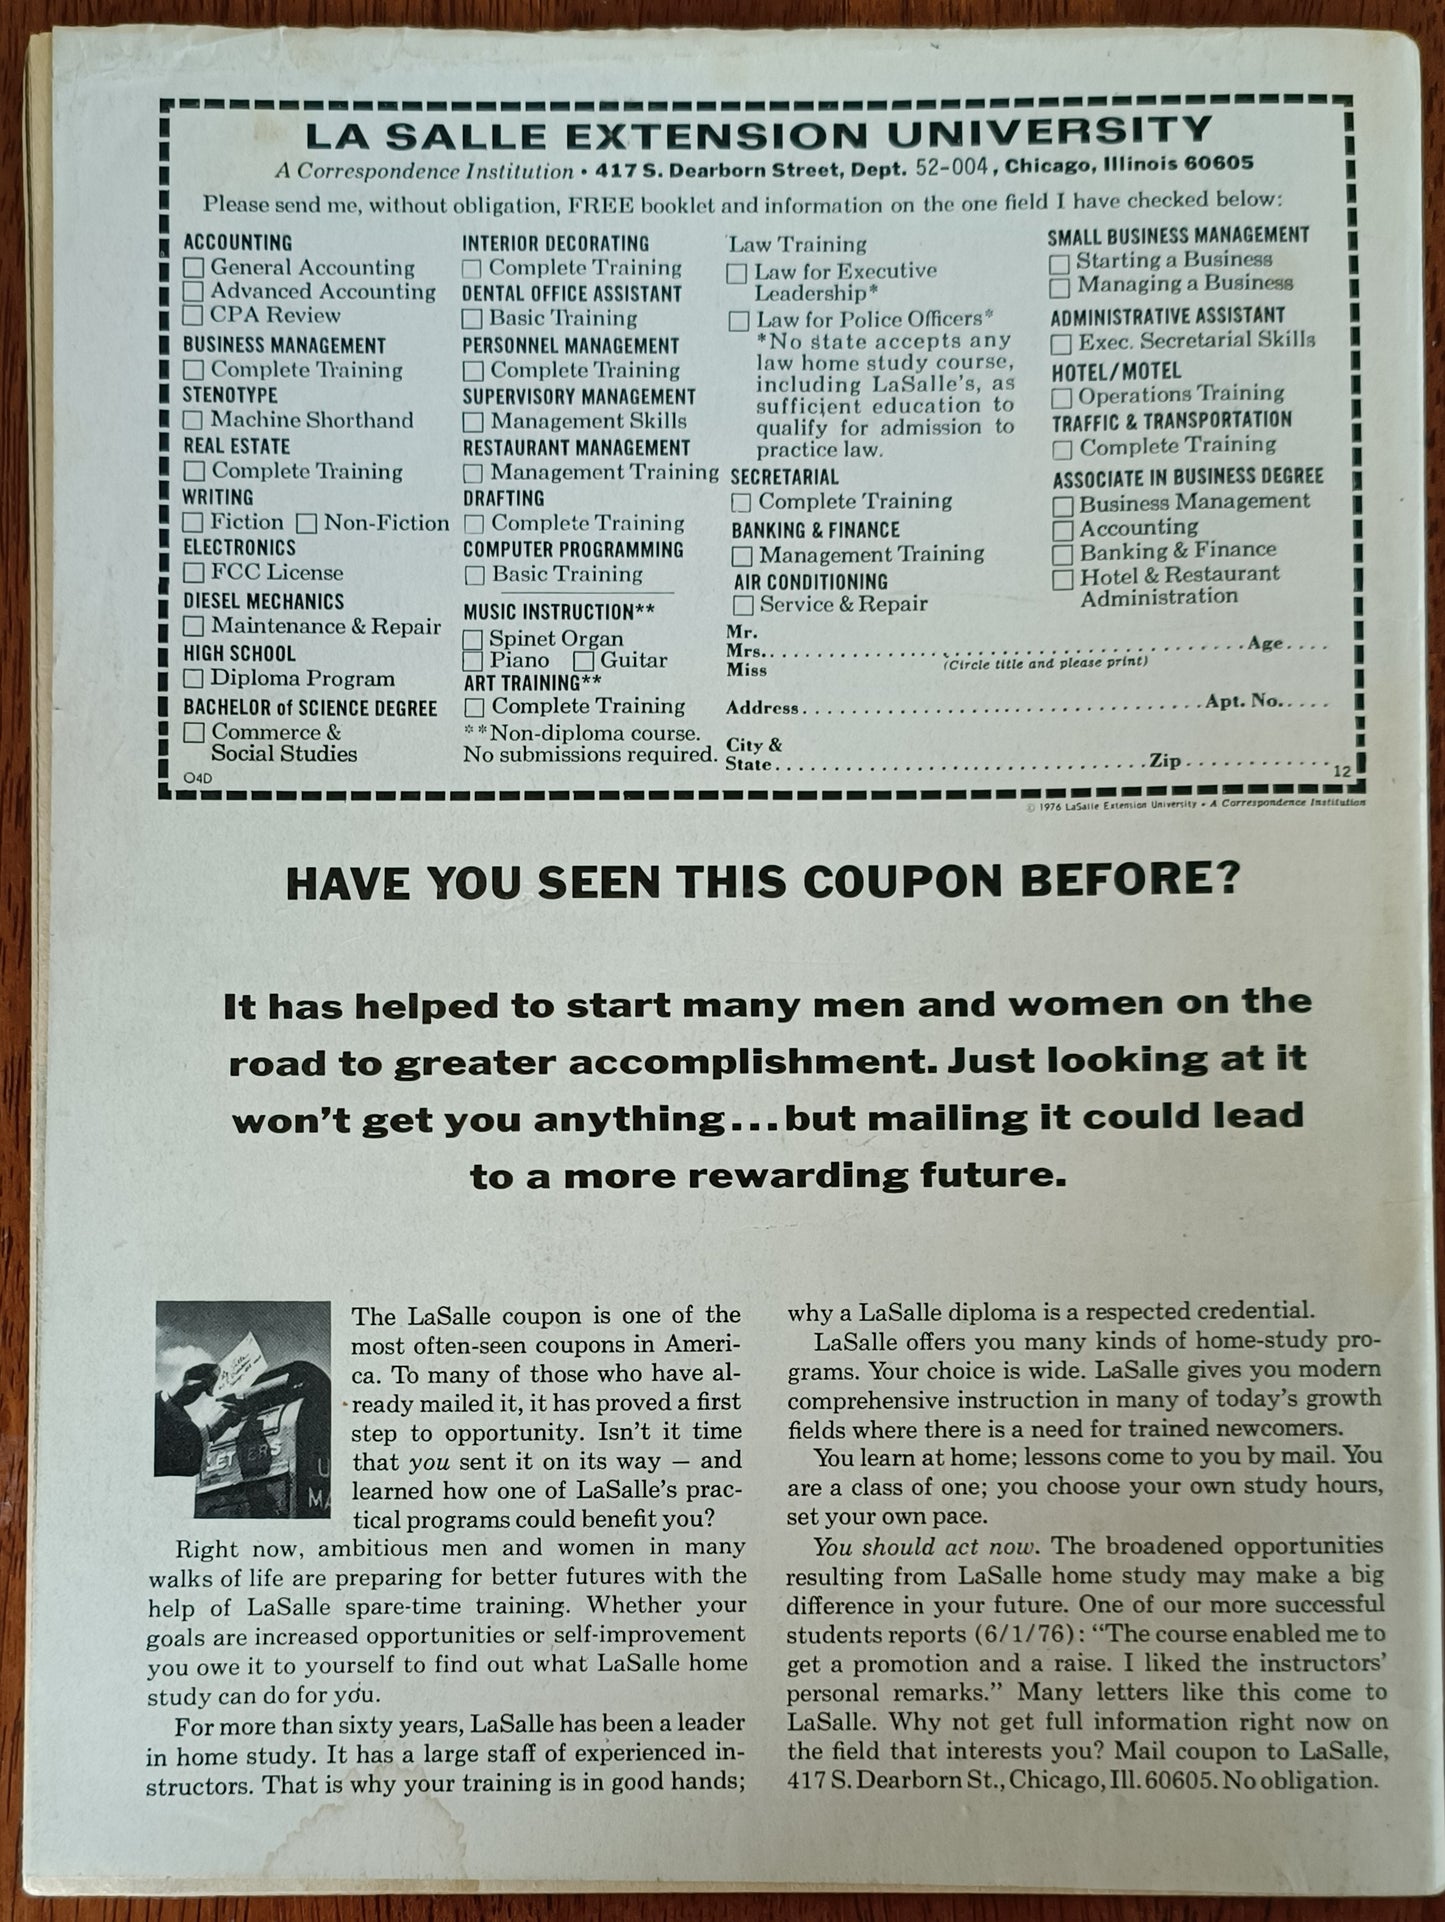 LA SALLE EXTENSION UNIVERSITY
A Correspondence Institution • 417 S. Dearborn Street, Dept. 52-004, Chicago, Illinois 60605
Please send me, without obligation, FREE booklet and information on the one field I have checked below:
ACCOUNTING
General Accounting
Advanced Accounting
CPA Review
BUSINESS MANAGEMENT
Complete Training
STENOTYPE
Machine Shorthand
REAL ESTATE
Complete Training
WRITING
Fiction Non-Fiction
ELECTRONICS
FCC License
DIESEL MECHANICS
Maintenance & Repair
HIGH SCHOOL
Diploma Program
BACHELOR of SCIENCE DEGREE
Commerce &
Social Studies
O4D
INTERIOR DECORATING
Complete Training
DENTAL OFFICE ASSISTANT
Basic Training
PERSONNEL MANAGEMENT
Complete Training
SUPERVISORY MANAGEMENT
Management Skills
RESTAURANT MANAGEMENT
Management Training
DRAFTING
Complete Training
COMPUTER PROGRAMMING
Basic Training
MUSIC INSTRUCTION**
Spinet Organ
Piano Guitar
ART TRAINING**
Complete Training
**Non-diploma course.
No submissions required.
Law Training
Law for Executive
Leadership*
Law for Police Officers*
*No state accepts any
law home study course,
including LaSalle's, as
sufficient education to
qualify for admission to
practice law.
SECRETARIAL
Complete Training
BANKING & FINANCE
Management Training
AIR CONDITIONING
Service & Repair
SMALL BUSINESS MANAGEMENT
Starting a Business
Managing a Business
ADMINISTRATIVE ASSISTANT
Exec. Secretarial Skills
HOTEL/MOTEL
Operations Training
TRAFFIC & TRANSPORTATION
Complete Training
ASSOCIATE IN BUSINESS DEGREE
Business Management
Accounting
Banking & Finance
Hotel & Restaurant
Administration
Mr.
Mrs. Age
Miss
(Circle title and please print)
Address Apt. No.
City &
State Zip
12
© 1976 LaSalle Extension University • A Correspondence Institution
HAVE YOU SEEN THIS COUPON BEFORE?
It has helped to start many men and women on the
road to greater accomplishment. Just looking at it
won't get you anything...but mailing it could lead
to a more rewarding future.
The LaSalle coupon is one of the
most often-seen coupons in Ameri-
ca. To many of those who have al-
ready mailed it, it has proved a first
step to opportunity. Isn't it time
that you sent it on its way — and
learned how one of LaSalle's prac-
tical programs could benefit you?
Right now, ambitious men and women in many
walks of life are preparing for better futures with the
help of LaSalle spare-time training. Whether your
goals are increased opportunities or self-improvement
you owe it to yourself to find out what LaSalle home
study can do for you.
For more than sixty years, LaSalle has been a leader
in home study. It has a large staff of experienced in-
structors. That is why your training is in good hands;
why a LaSalle diploma is a respected credential.
LaSalle offers you many kinds of home-study pro-
grams. Your choice is wide. LaSalle gives you modern
comprehensive instruction in many of today's growth
fields where there is a need for trained newcomers.
You learn at home; lessons come to you by mail. You
are a class of one; you choose your own study hours,
set your own pace.
You should act now. The broadened opportunities
resulting from LaSalle home study may make a big
difference in your future. One of our more successful
students reports (6/1/76): "The course enabled me to
get a promotion and a raise. I liked the instructors'
personal remarks." Many letters like this come to
LaSalle. Why not get full information right now on
the field that interests you? Mail coupon to LaSalle,
417 S. Dearborn St., Chicago, Ill. 60605. No obligation.